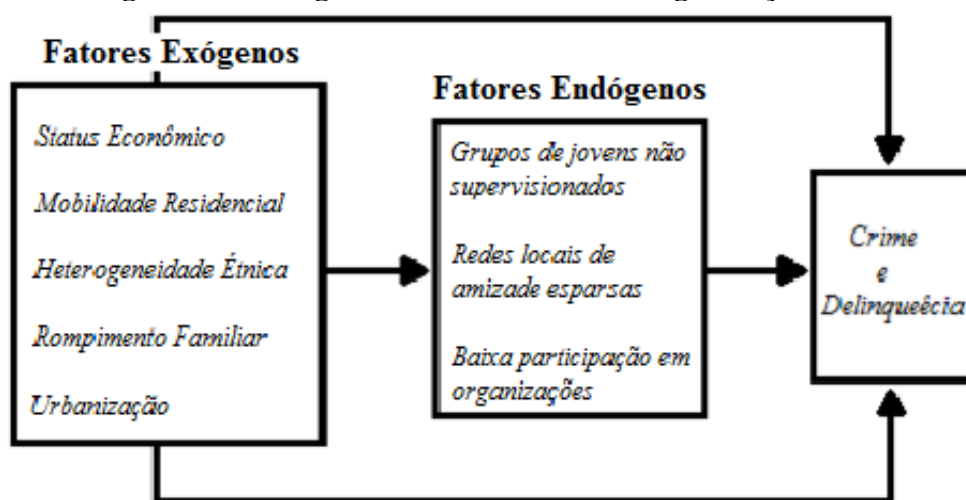 Fatores Exógenos
Status Econômico
Mobilidade Residencial
Heterogeneidade Étnica
Rompimento Familiar
Urbanização
Fatores Endógenos
Grupos de jovens não
supervisionados
Redes locais de
amizade esparsas
Baixa participação em
organizações
Crime
e
Delinqueêcia